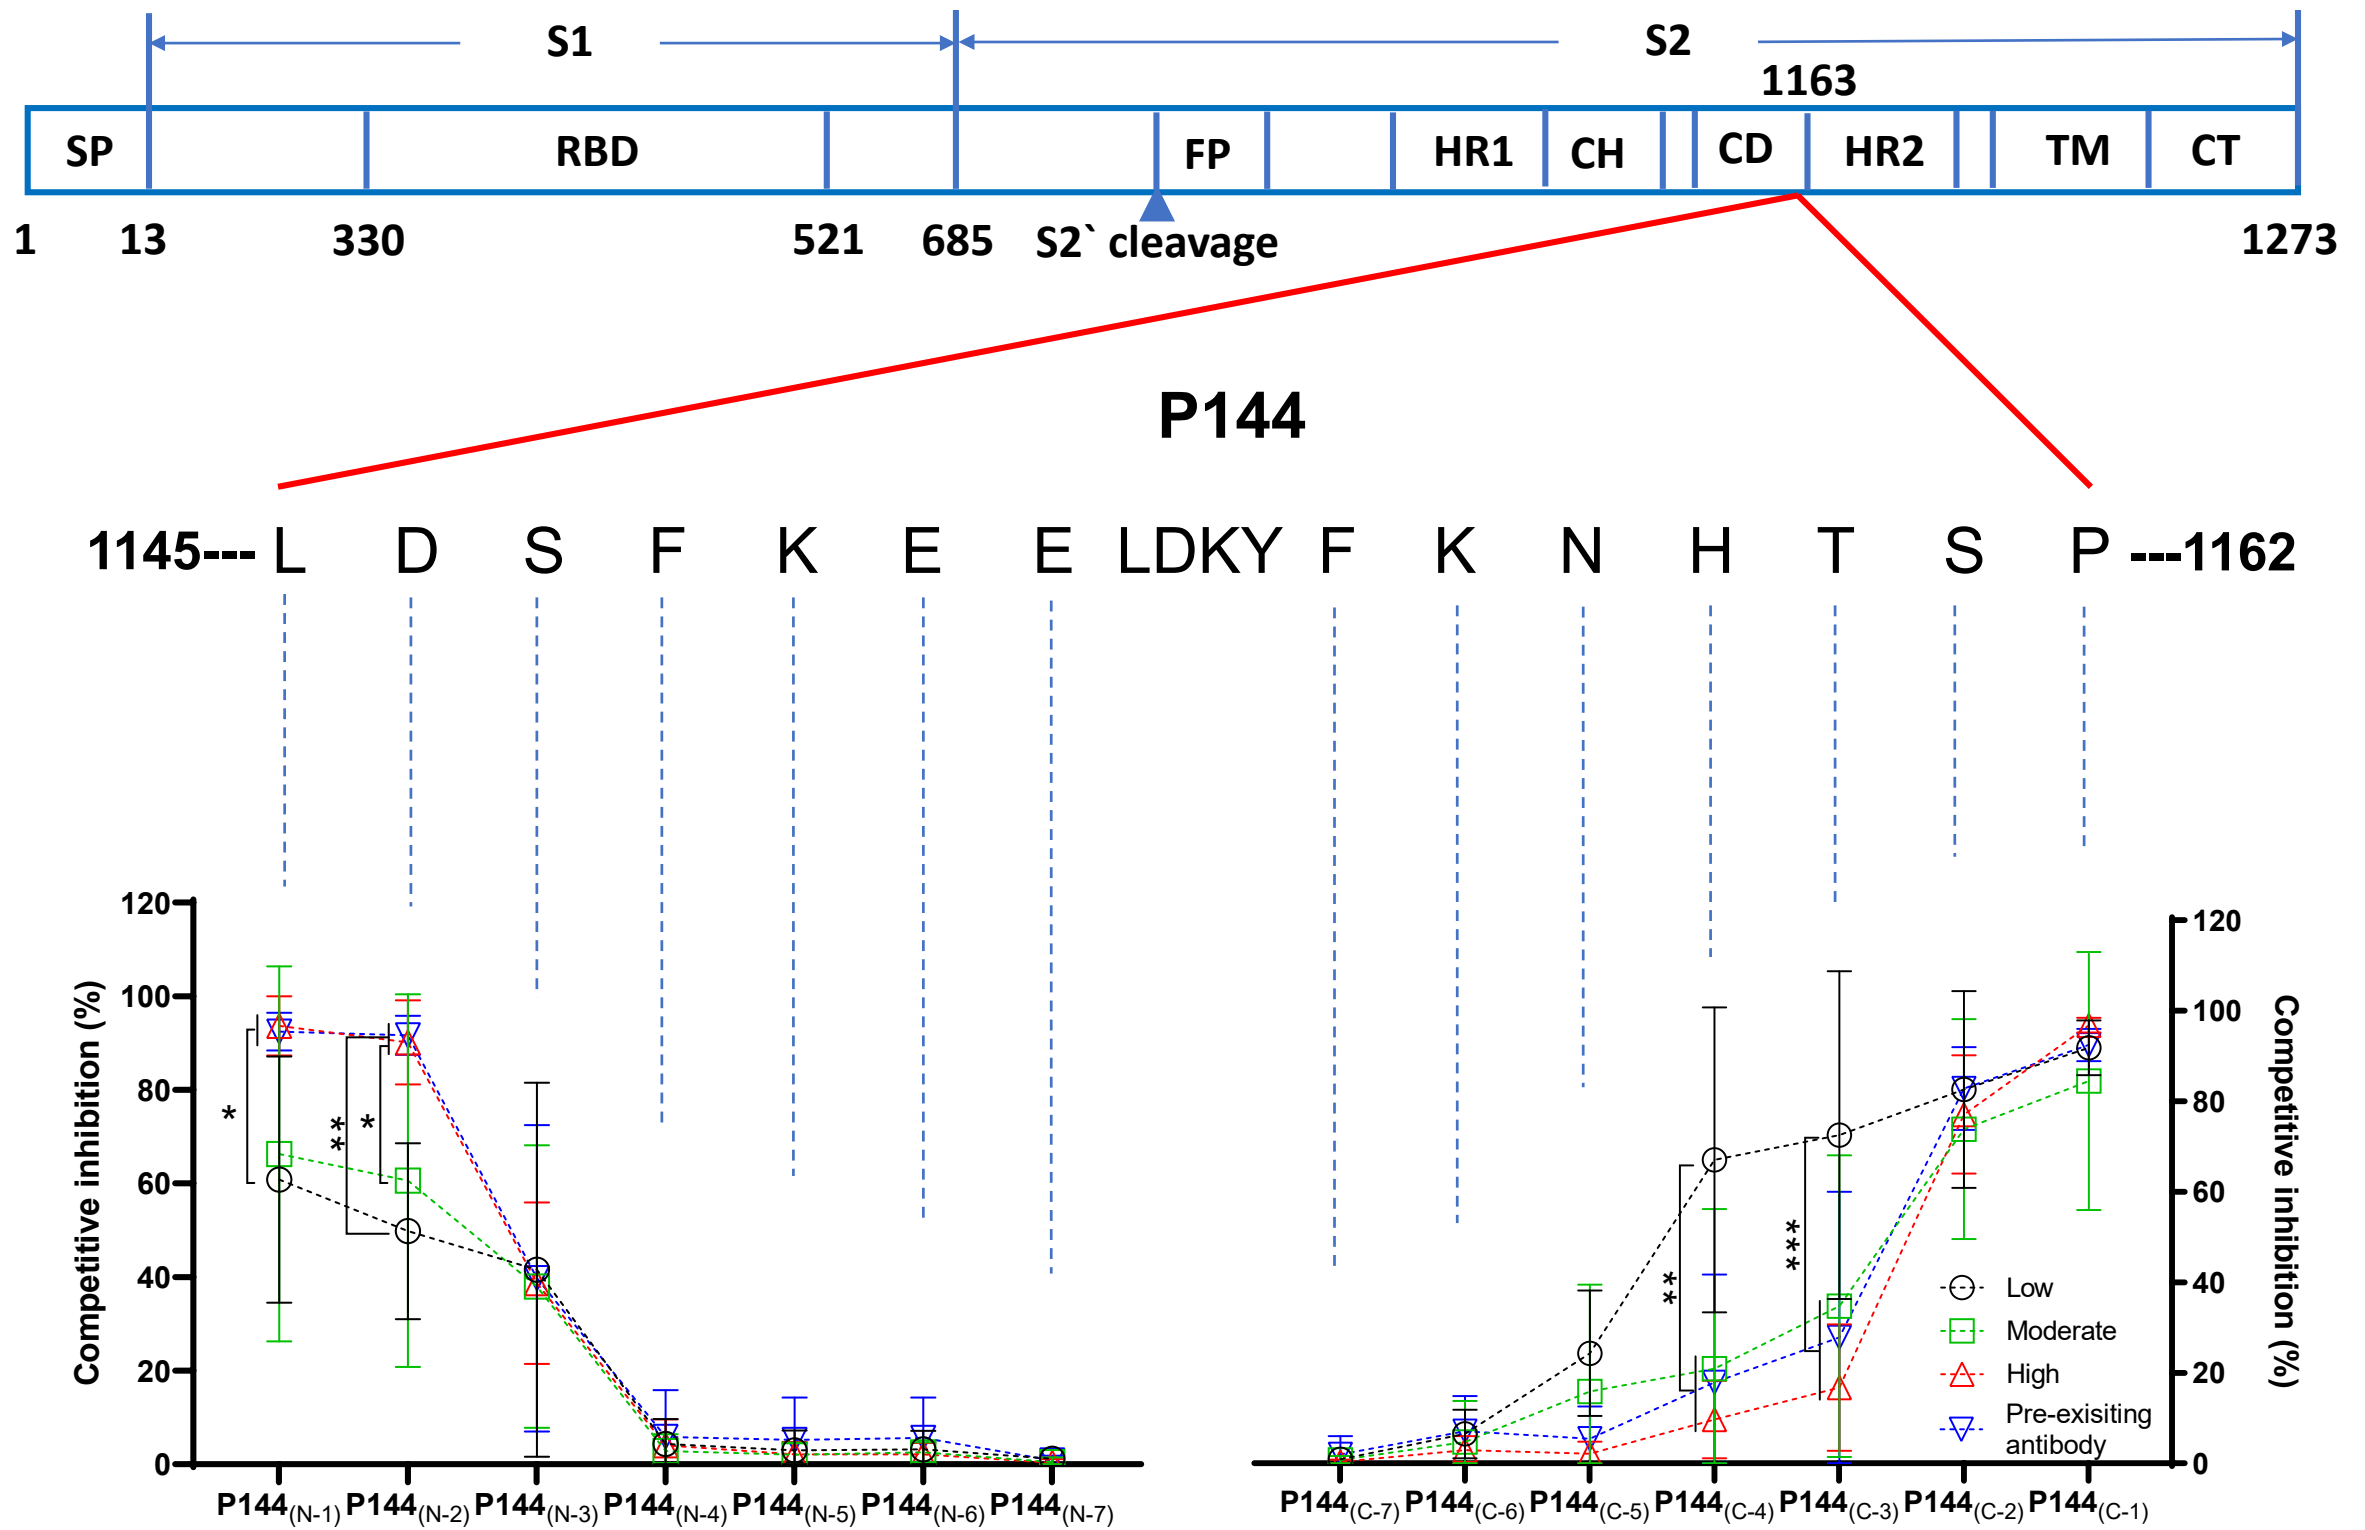 S1 S2
1163
SP RBD FP HR1 CH CD HR2 TM CT
1 13 330 521 685 S2` cleavage 1273
P144
1145--- L D S F K E E LDKY F K N H T S P ---1162
Competitive inhibition (%)
120
100
80
60
40
20
0
* ** *
P144(N-1) P144(N-2) P144(N-3) P144(N-4) P144(N-5) P144(N-6) P144(N-7)
** ***
P144(C-7) P144(C-6) P144(C-5) P144(C-4) P144(C-3) P144(C-2) P144(C-1)
120
100
80
60
40
20
0
Competitive inhibition (%)
Low
Moderate
High
Pre-exisiting
antibody